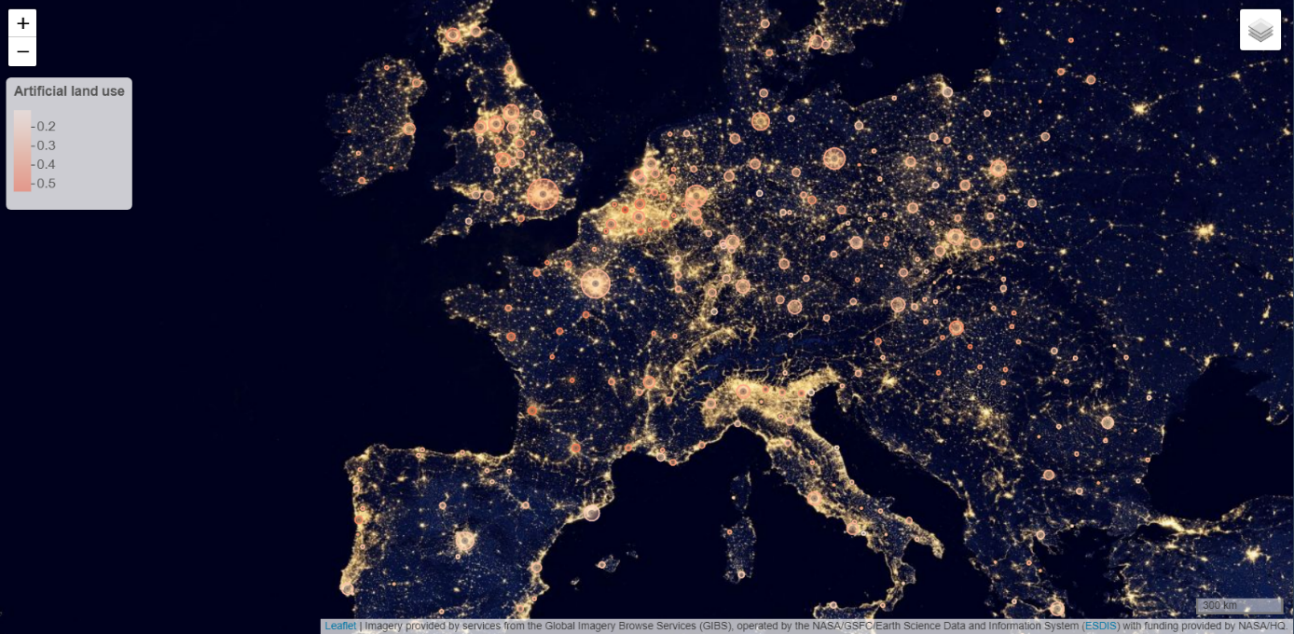 +
−
Artificial land use
0.2
0.3
0.4
0.5
300 km
Leaflet | Imagery provided by services from the Global Imagery Browse Services (GIBS), operated by the NASA/GSFC/Earth Science Data and Information System (ESDIS) with funding provided by NASA/HQ.